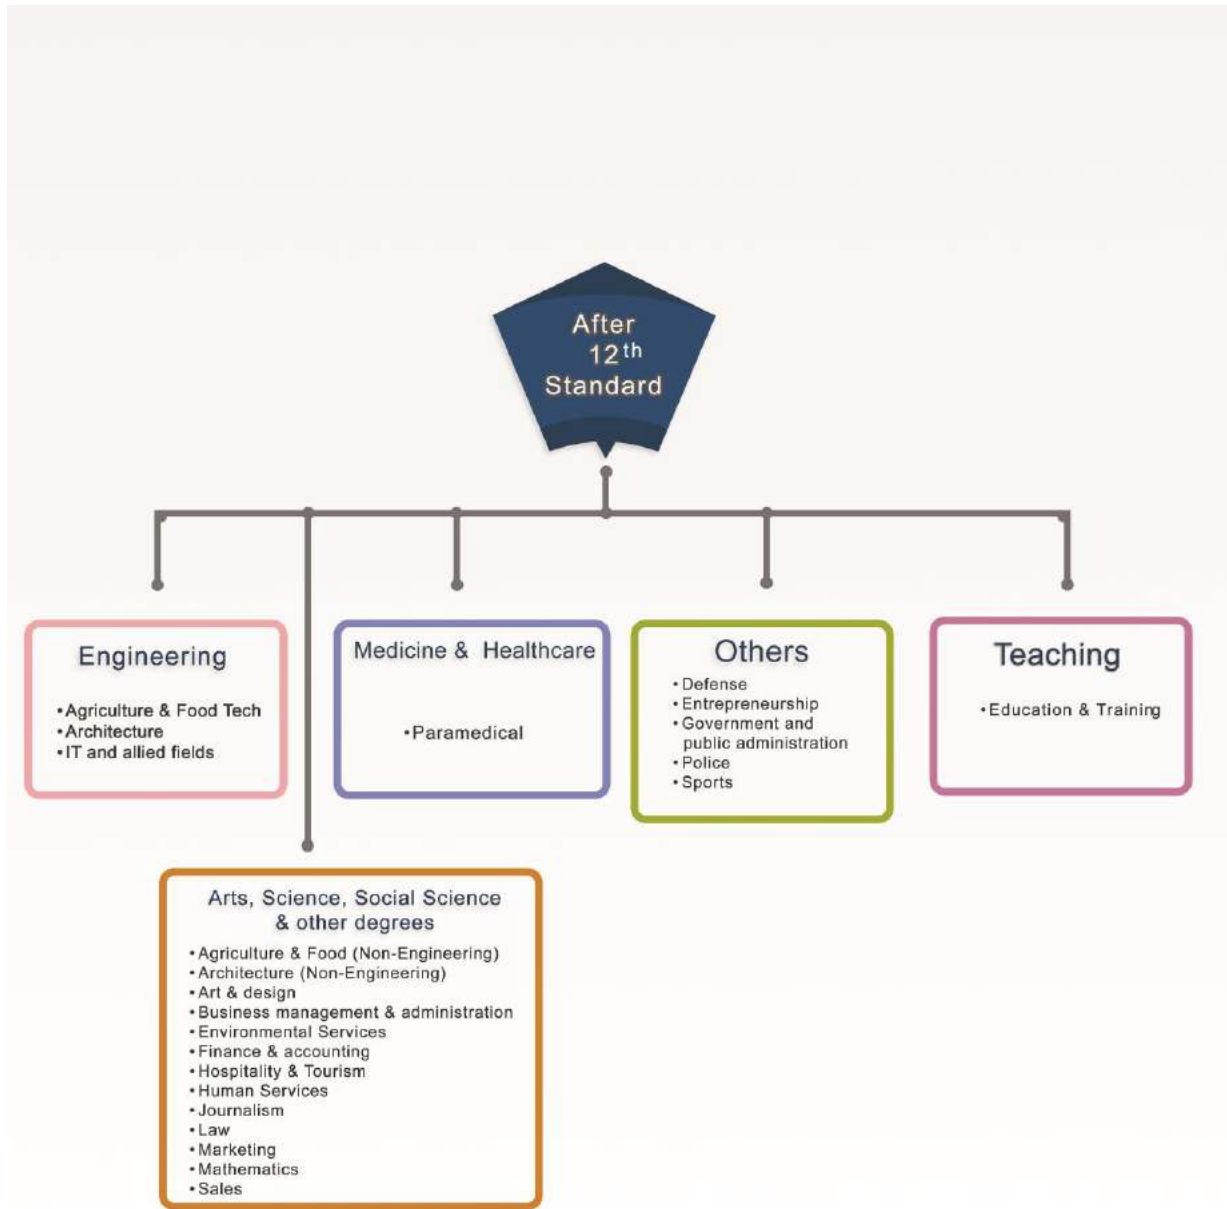 After
12th
Standard
Engineering
•Agriculture & Food Tech
•Architecture
•IT and allied fields
Medicine & Healthcare
•Paramedical
Others
•Defense
•Entrepreneurship
•Government and
public administration
•Police
•Sports
Teaching
•Education & Training
Arts, Science, Social Science
& other degrees
•Agriculture & Food (Non-Engineering)
•Architecture (Non-Engineering)
•Art & design
•Business management & administration
•Environmental Services
•Finance & accounting
•Hospitality & Tourism
•Human Services
•Journalism
•Law
•Marketing
•Mathematics
•Sales